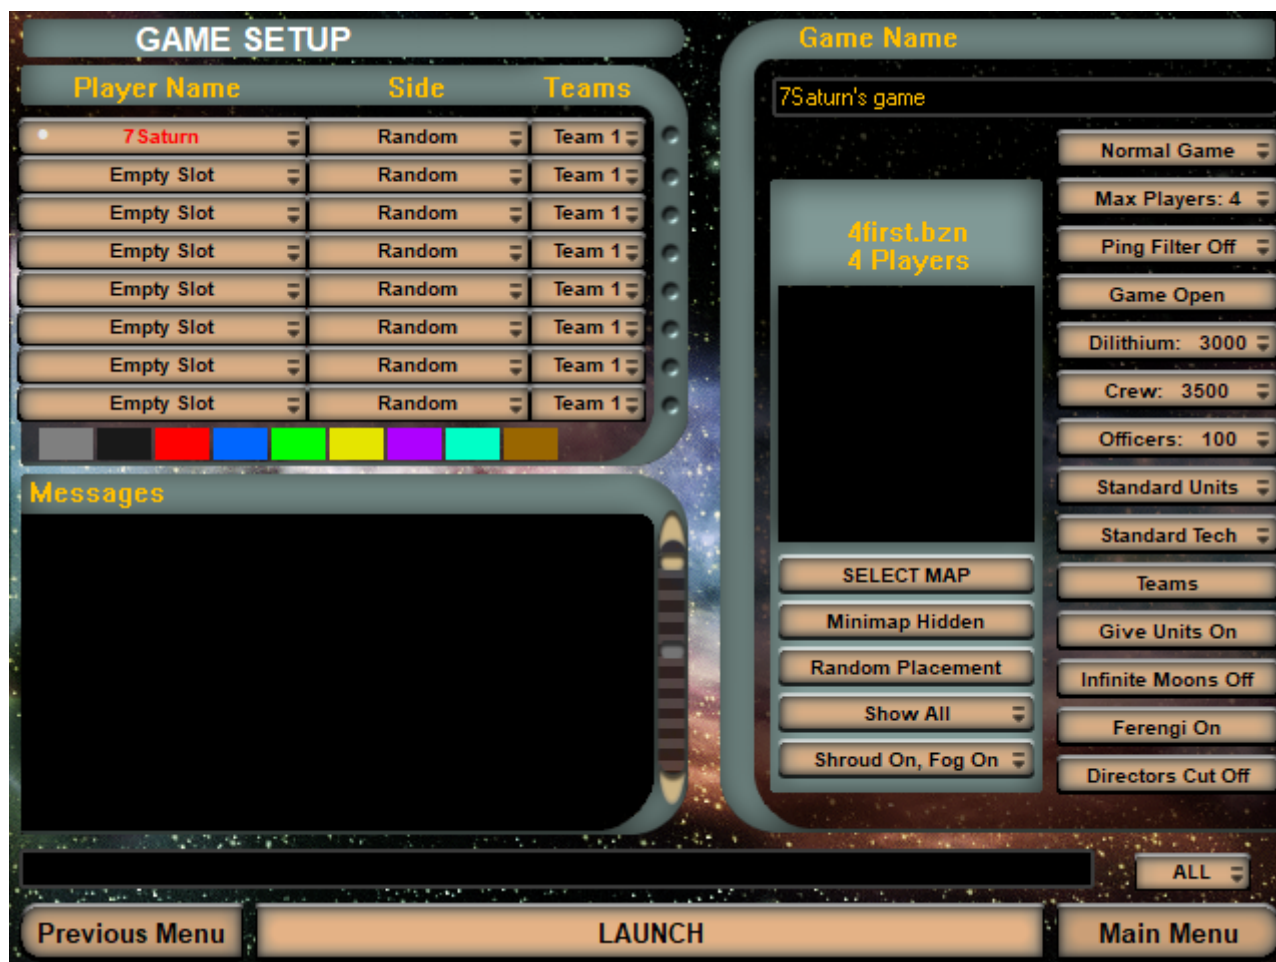 GAME SETUP
Player Name Side Teams
7Saturn Random Team 1
Empty Slot Random Team 1
Empty Slot Random Team 1
Empty Slot Random Team 1
Empty Slot Random Team 1
Empty Slot Random Team 1
Empty Slot Random Team 1
Empty Slot Random Team 1
Messages
Game Name
7Saturn's game
4first.bzn
4 Players
SELECT MAP
Minimap Hidden
Random Placement
Show All
Shroud On, Fog On
Normal Game
Max Players: 4
Ping Filter Off
Game Open
Dilithium: 3000
Crew: 3500
Officers: 100
Standard Units
Standard Tech
Teams
Give Units On
Infinite Moons Off
Ferengi On
Directors Cut Off
ALL
Previous Menu LAUNCH Main Menu